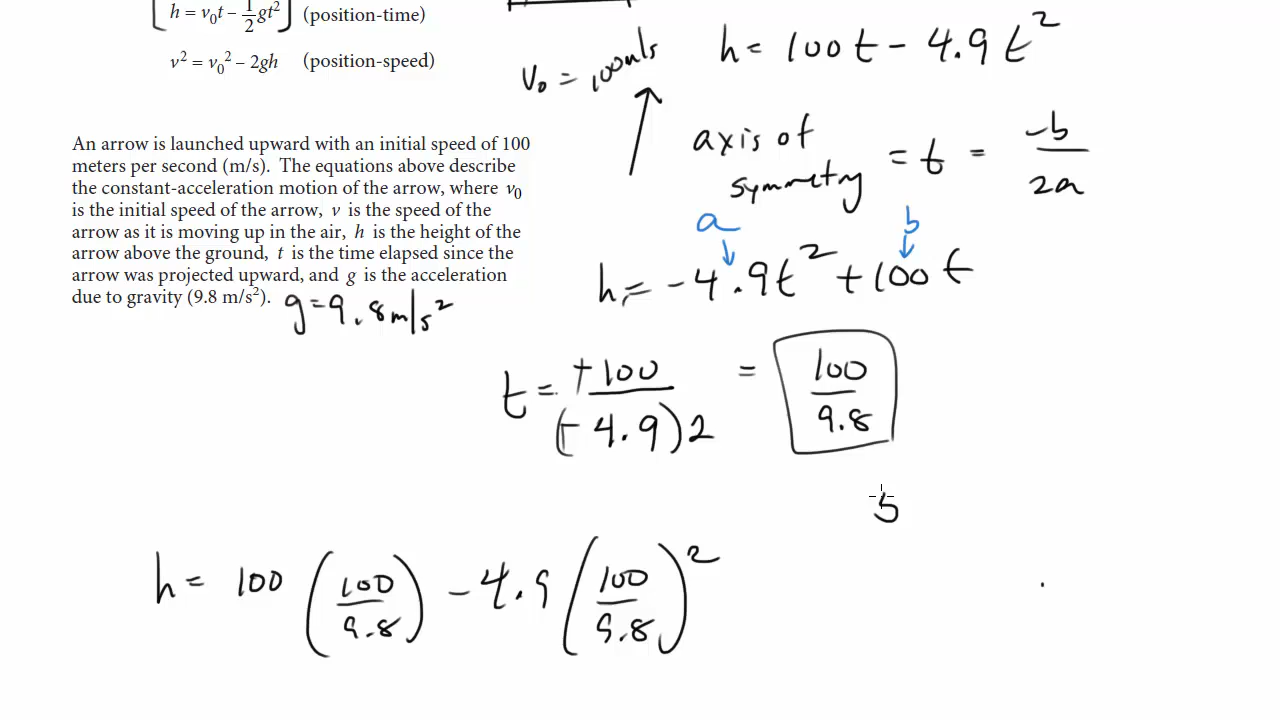 h = v₀t − 1/2 gt² (position-time)
v² = v₀² − 2gh (position-speed)
An arrow is launched upward with an initial speed of 100
meters per second (m/s). The equations above describe
the constant-acceleration motion of the arrow, where v₀
is the initial speed of the arrow, v is the speed of the
arrow as it is moving up in the air, h is the height of the
arrow above the ground, t is the time elapsed since the
arrow was projected upward, and g is the acceleration
due to gravity (9.8 m/s²).
g=9.8m/s²
v₀ = 100m/s
h= 100t − 4.9t²
axis of
symmetry = t = -b/2a
a b
h= -4.9t² + 100t
t= +100/(-4.9)2 = 100/9.8
5
h= 100 (100/9.8) − 4.9 (100/9.8)²